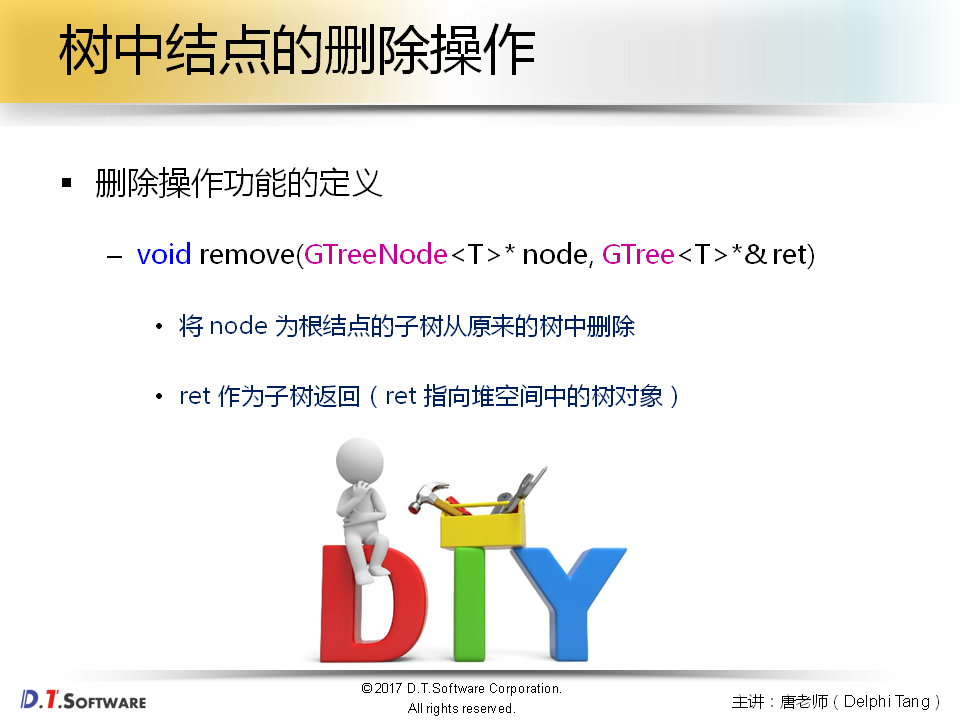 树中结点的删除操作
▪ 删除操作功能的定义
– void remove(GTreeNode<T>* node, GTree<T>*& ret)
• 将 node 为根结点的子树从原来的树中删除
• ret 作为子树返回（ret 指向堆空间中的树对象）
DIY
D.T.SOFTWARE
©2017 D.T.Software Corporation.
All rights reserved.
主讲：唐老师（Delphi Tang）